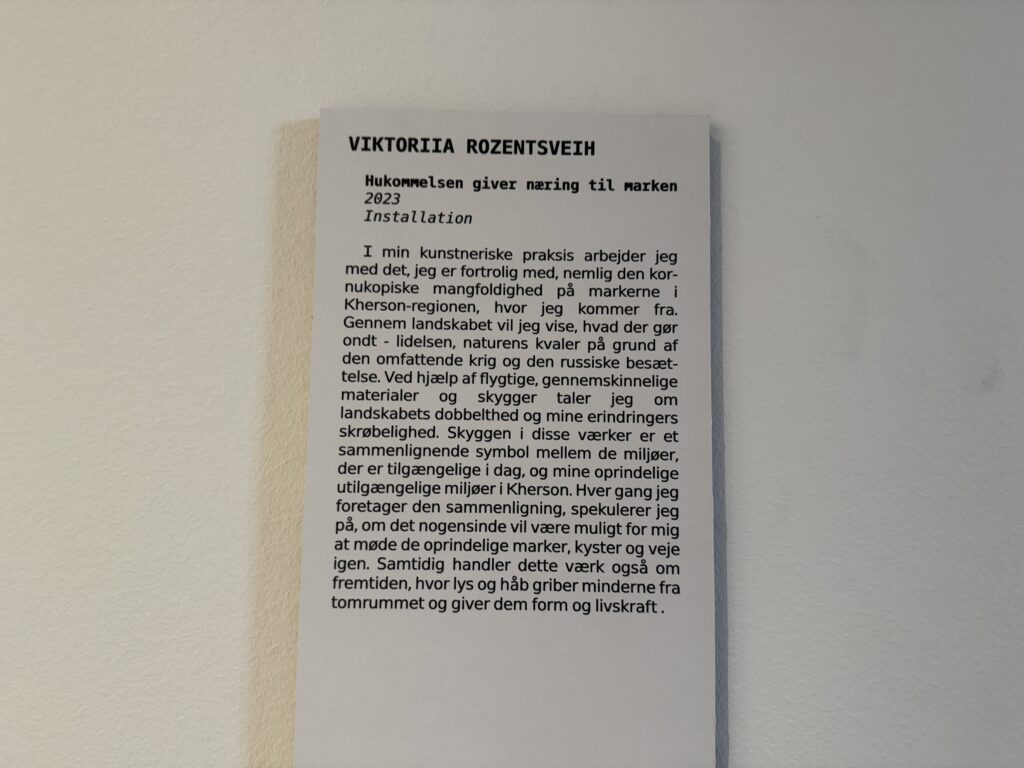 VIKTORIIA ROZENTSVEIH
Hukommelsen giver næring til marken
2023
Installation
I min kunstneriske praksis arbejder jeg
med det, jeg er fortrolig med, nemlig den kor-
nukopiske mangfoldighed på markerne i
Kherson-regionen, hvor jeg kommer fra.
Gennem landskabet vil jeg vise, hvad der gør
ondt - lidelsen, naturens kvaler på grund af
den omfattende krig og den russiske besæt-
telse. Ved hjælp af flygtige, gennemskinnelige
materialer og skygger taler jeg om
landskabets dobbelthed og mine erindringers
skrøbelighed. Skyggen i disse værker er et
sammenlignende symbol mellem de miljøer,
der er tilgængelige i dag, og mine oprindelige
utilgængelige miljøer i Kherson. Hver gang jeg
foretager den sammenligning, spekulerer jeg
på, om det nogensinde vil være muligt for mig
at møde de oprindelige marker, kyster og veje
igen. Samtidig handler dette værk også om
fremtiden, hvor lys og håb griber minderne fra
tomrummet og giver dem form og livskraft .